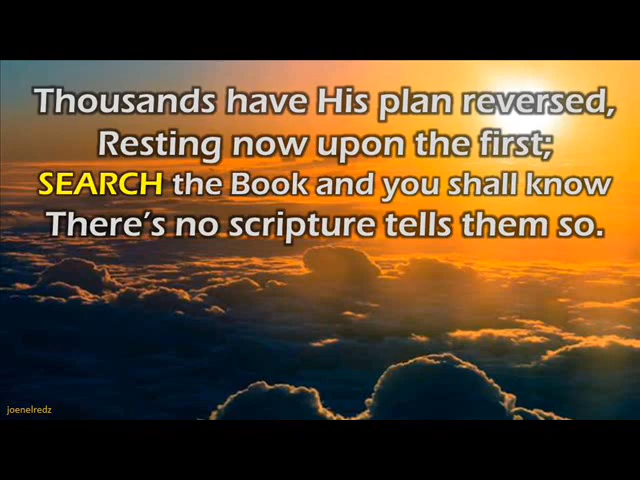 Thousands have His plan reversed,
Resting now upon the first;
SEARCH the Book and you shall know
There's no scripture tells them so.
joenelredz